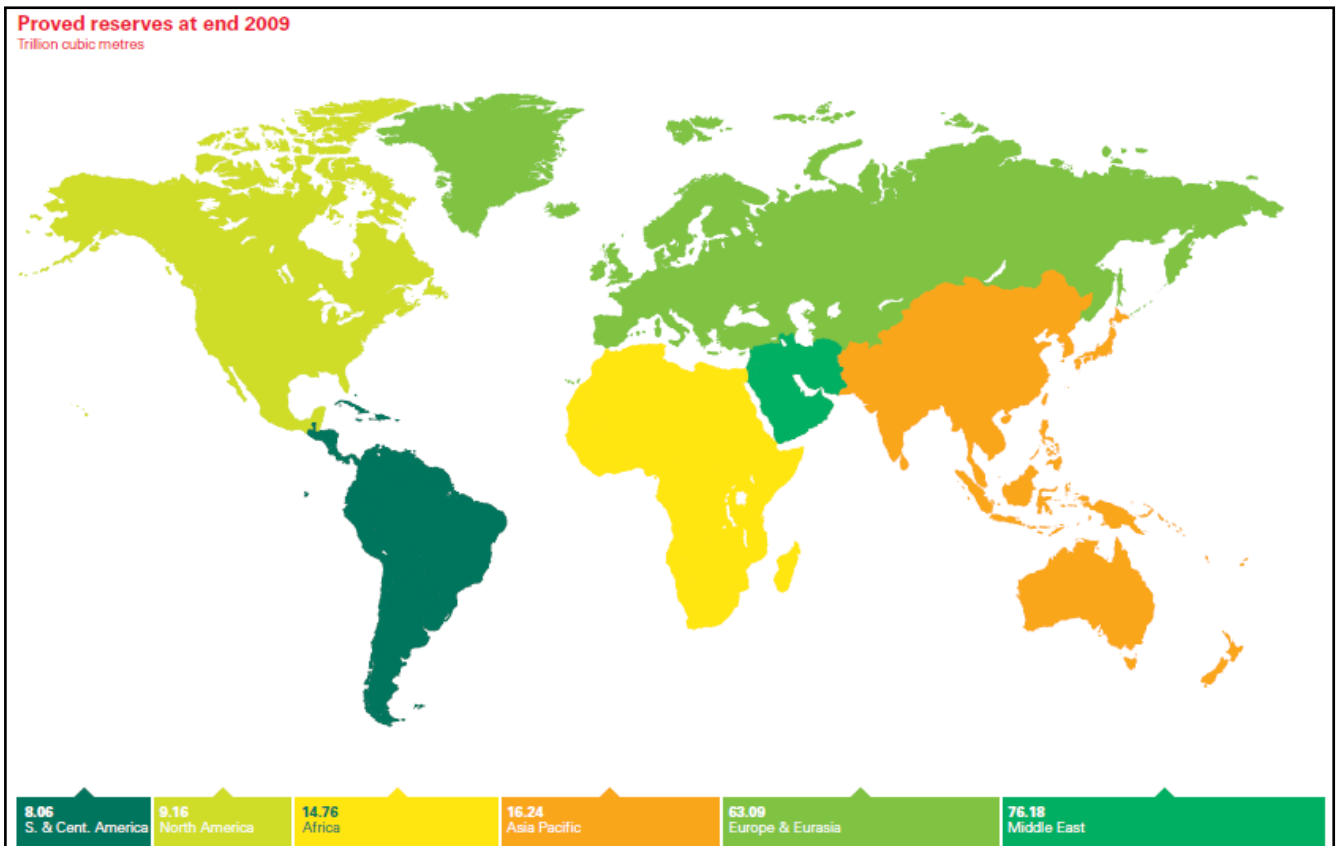 Proved reserves at end 2009
Trillion cubic metres
8.06
S. & Cent. America
9.16
North America
14.76
Africa
16.24
Asia Pacific
63.09
Europe & Eurasia
76.18
Middle East